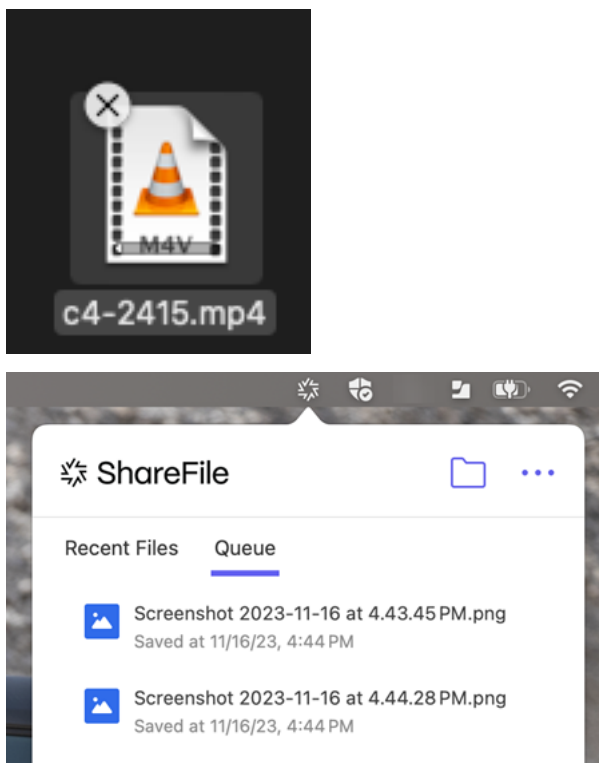 M4V
c4-2415.mp4
ShareFile
Recent Files Queue
Screenshot 2023-11-16 at 4.43.45 PM.png
Saved at 11/16/23, 4:44 PM
Screenshot 2023-11-16 at 4.44.28 PM.png
Saved at 11/16/23, 4:44 PM